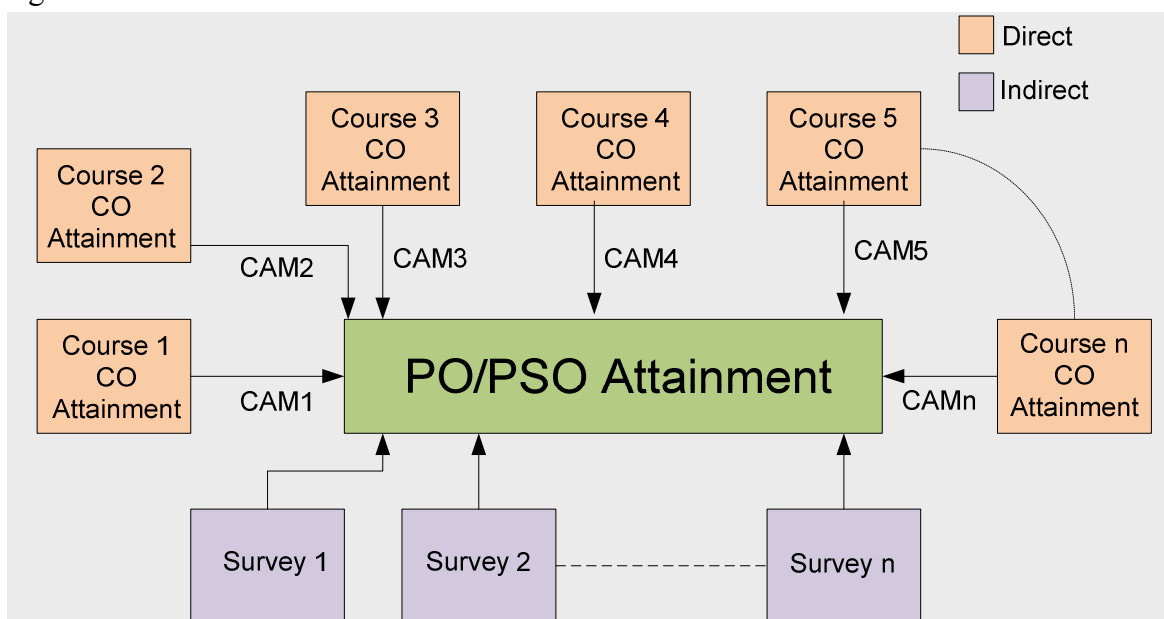 Direct
Indirect
Course 3
CO
Attainment
Course 4
CO
Attainment
Course 5
CO
Attainment
Course 2
CO
Attainment
CAM2
CAM3
CAM4
CAM5
Course 1
CO
Attainment
CAM1
PO/PSO Attainment
CAMn
Course n
CO
Attainment
Survey 1
Survey 2
Survey n